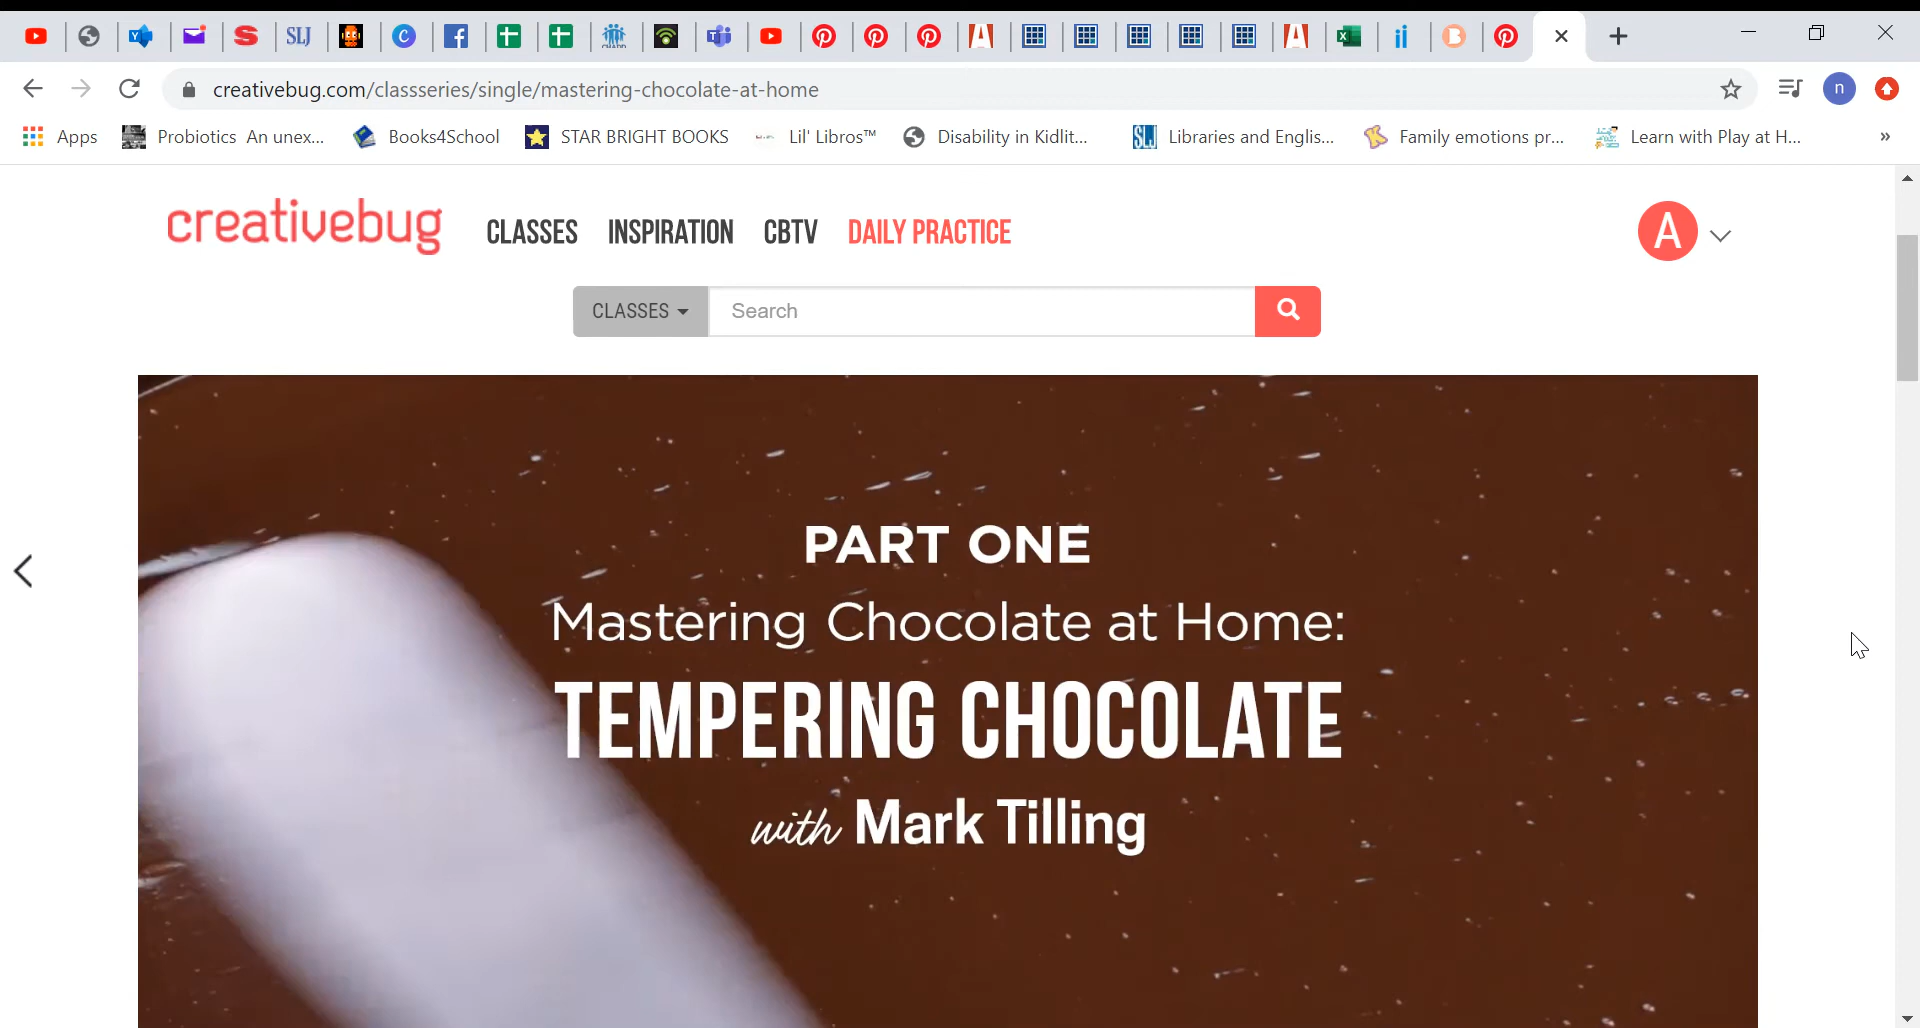 SLJ
creativebug.com/classseries/single/mastering-chocolate-at-home
n
Apps
Probiotics An unex...
Books4School
STAR BRIGHT BOOKS
Lil' Libros™
Disability in Kidlit...
Libraries and Englis...
Family emotions pr...
Learn with Play at H...
»
creativebug
CLASSES
INSPIRATION
CBTV
DAILY PRACTICE
A
CLASSES
Search
PART ONE
Mastering Chocolate at Home:
TEMPERING CHOCOLATE
with Mark Tilling